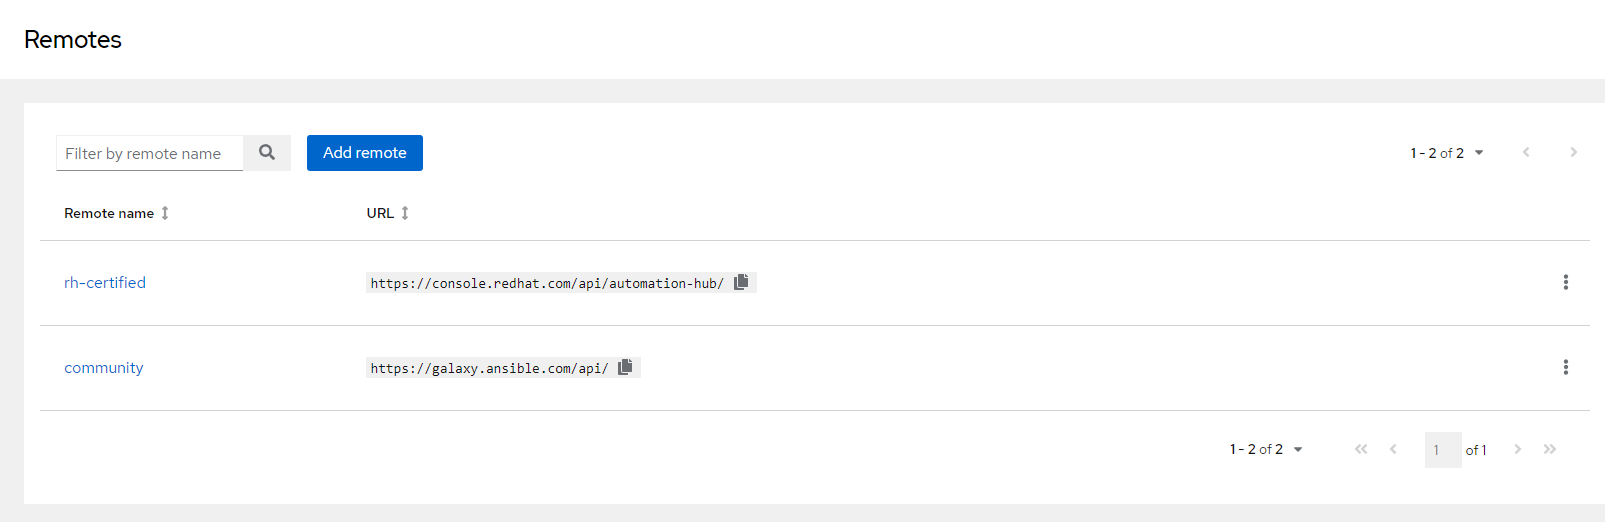 Remotes
Filter by remote name
Add remote
1 - 2 of 2
Remote name URL
rh-certified https://console.redhat.com/api/automation-hub/
community https://galaxy.ansible.com/api/
1 - 2 of 2 1 of 1